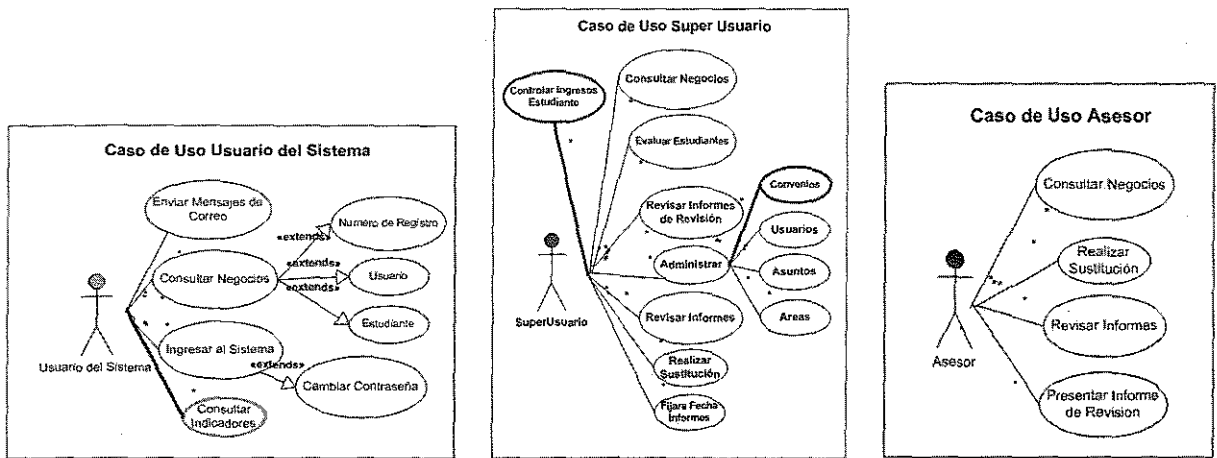 Caso de Uso Usuario del Sistema
Enviar Mensajes de
Correo
«extends»
Numero de Registro
Consultar Negocios
«extends»
Usuario
«extends»
Estudiante
Usuario del Sistema
Ingresar al Sistema
«extends»
Cambiar Contraseña
Consultar
Indicadores
Caso de Uso Super Usuario
Controlar Ingresos
Estudiante
Consultar Negocios
Evaluar Estudiantes
Revisar Informes
de Revisión
Convenios
Usuarios
Administrar
Asuntos
Areas
SuperUsuario
Revisar Informes
Realizar
Sustitución
Fijara Fecha
Informes
Caso de Uso Asesor
Consultar Negocios
Realizar
Sustitución
Revisar Informes
Asesor
Presentar Informe
de Revision